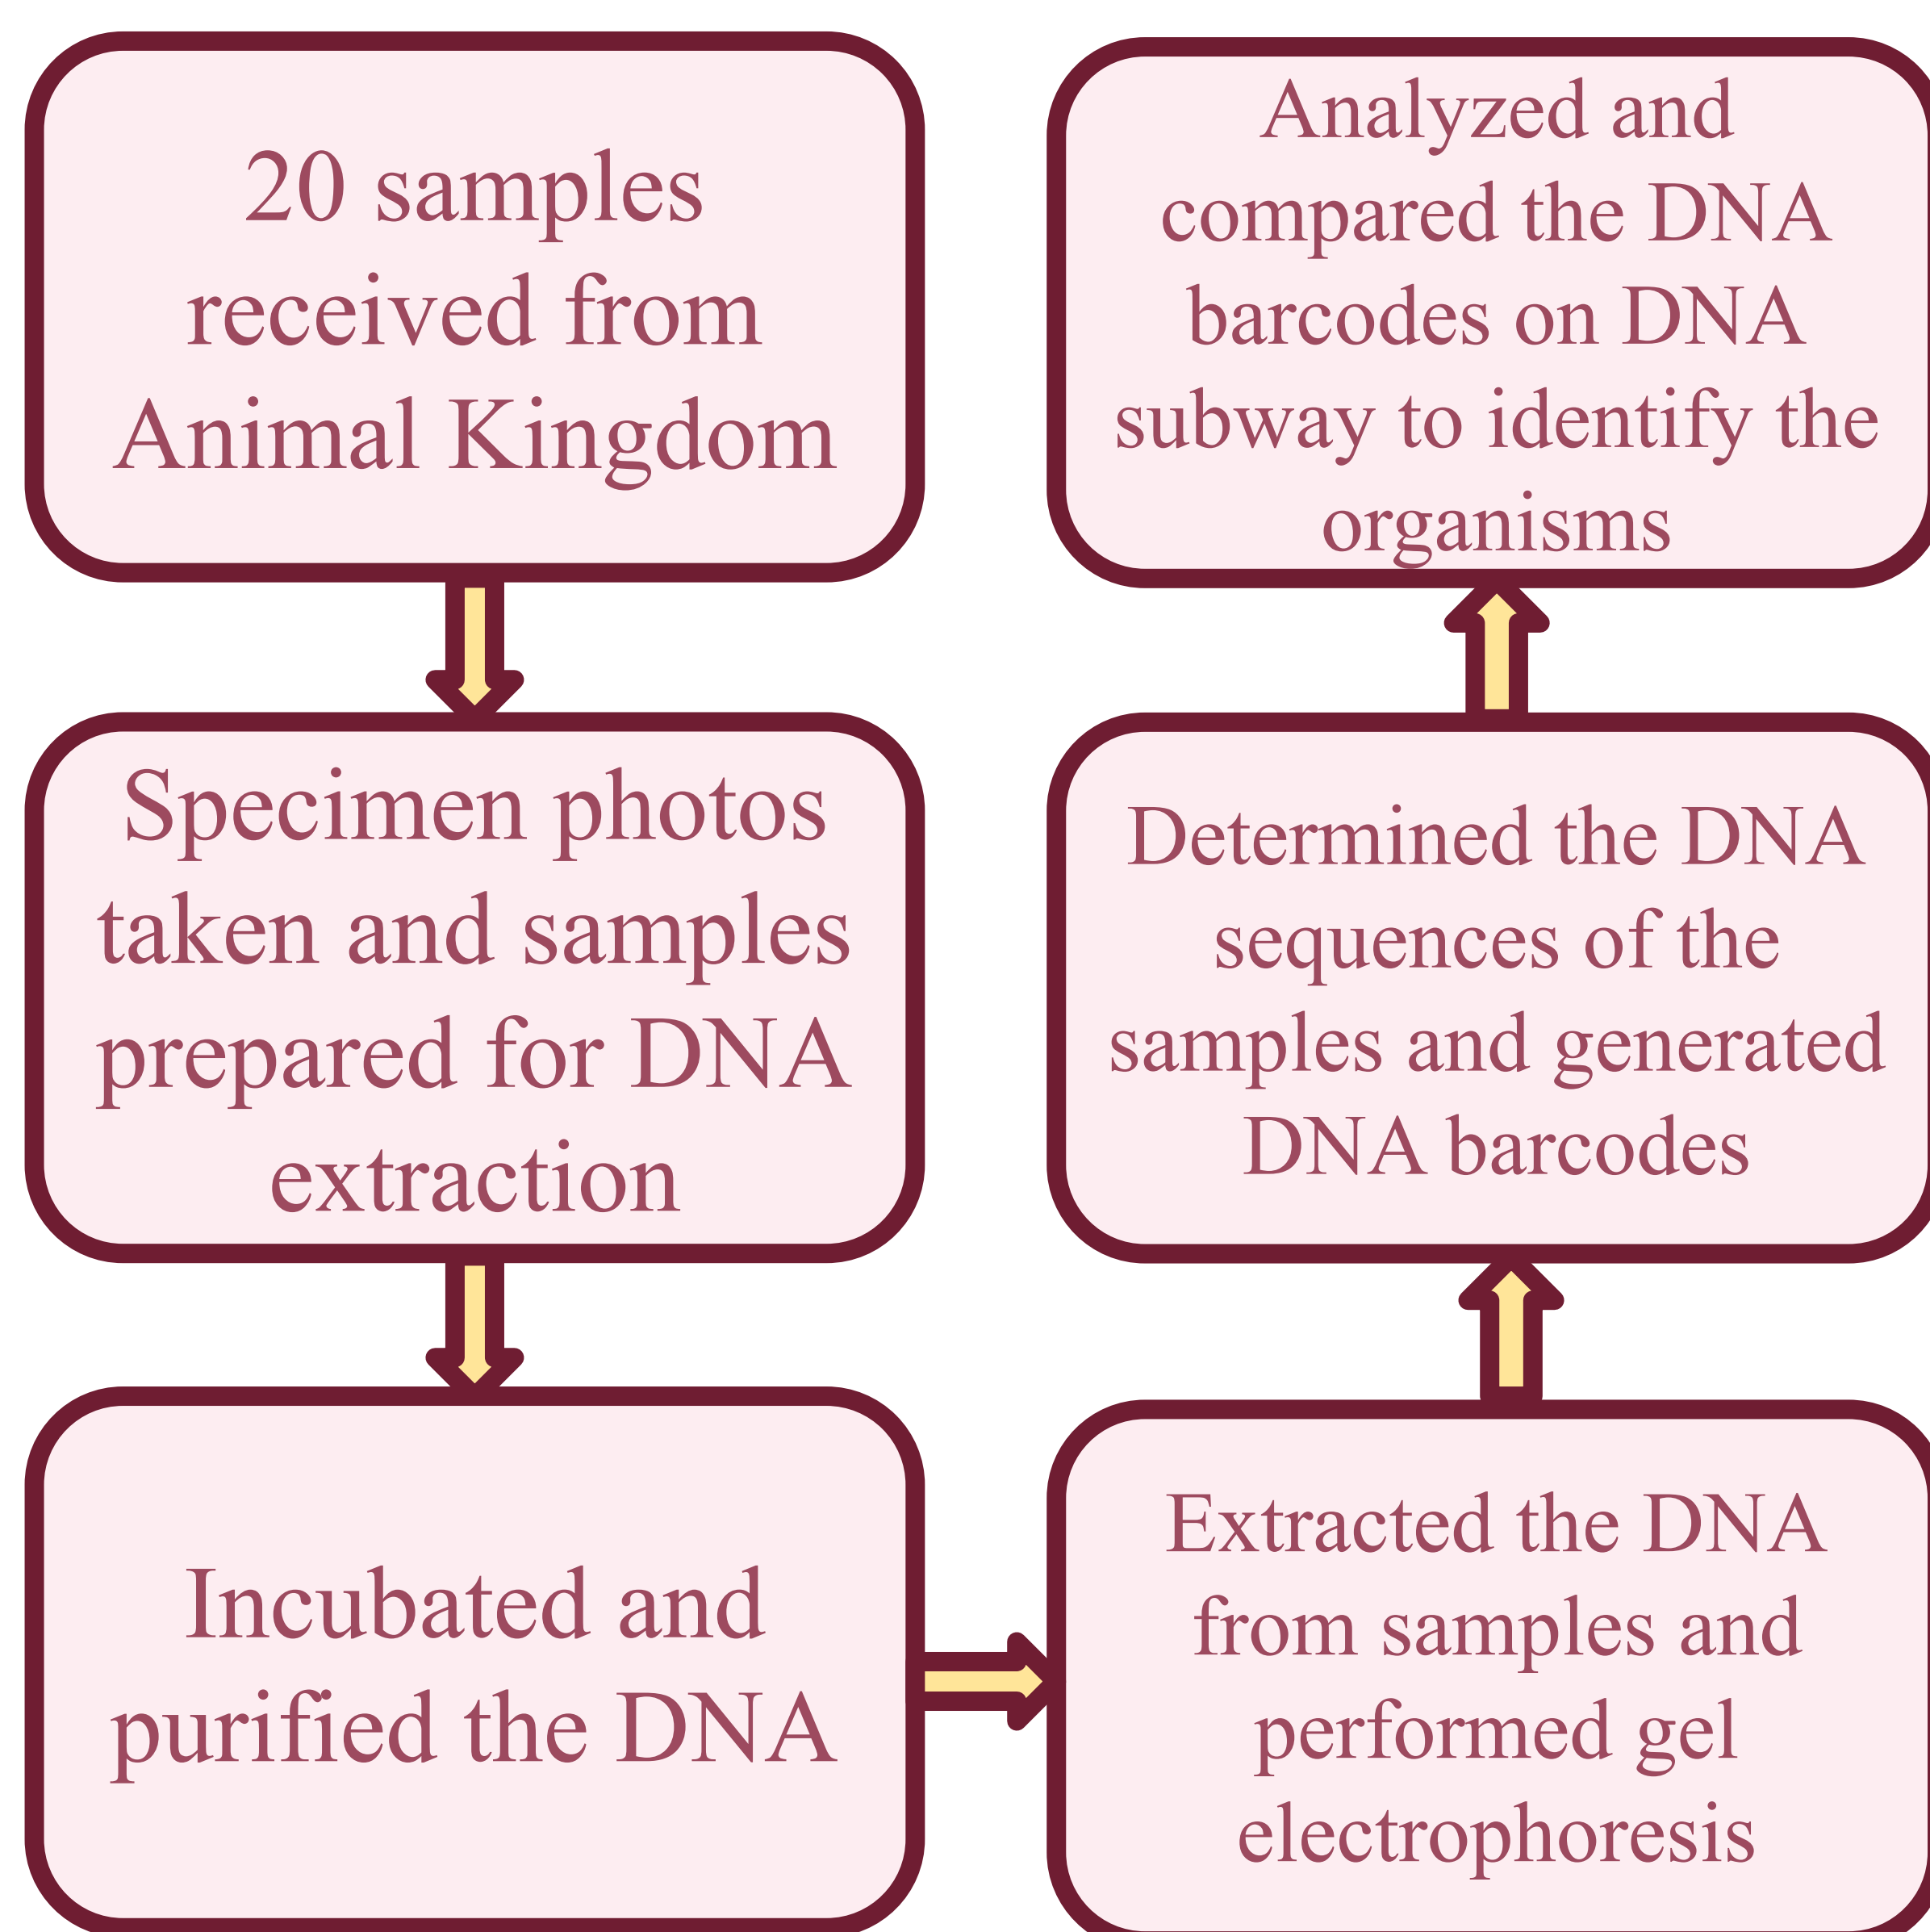 20 samples
received from
Animal Kingdom
Specimen photos
taken and samples
prepared for DNA
extraction
Incubated and
purified the DNA
Extracted the DNA
from samples and
performed gel
electrophoresis
Determined the DNA
sequences of the
samples and generated
DNA barcodes
Analyzed and
compared the DNA
barcodes on DNA
subway to identify the
organisms